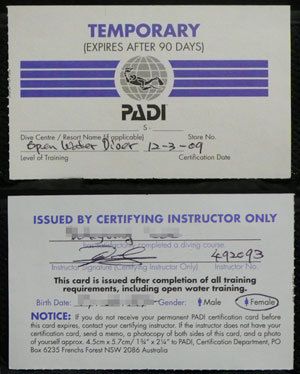 TEMPORARY
(EXPIRES AFTER 90 DAYS)
PADI
S -
Dive Centre / Resort Name (if applicable) Store No.
Open Water Diver 12-3-09
Level of Training Certification Date
ISSUED BY CERTIFYING INSTRUCTOR ONLY
has satisfactorily completed a diving course.
492093
Instructor Signature (Certifying Instructor) Instructor No.
This card is issued after completion of all training
requirements, including open water training.
Birth Date: Gender: Male Female
NOTICE: If you do not receive your permanent PADI certification card before
this card expires, contact your certifying instructor. If the instructor does not have your
certification card, send a memo, a photocopy of both sides of this card, and a photo
of yourself approx. 4.5cm x 5.7cm/ 1¾" x 2¼" to PADI, Certification Department, PO
Box 6235 Frenchs Forest NSW 2086 Australia